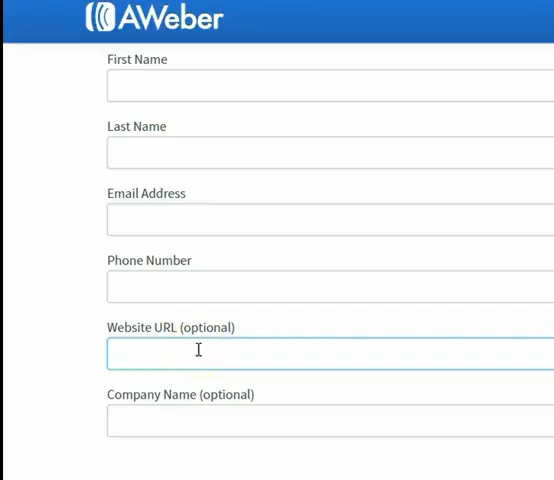 AWeber
First Name
Last Name
Email Address
Phone Number
Website URL (optional)
Company Name (optional)